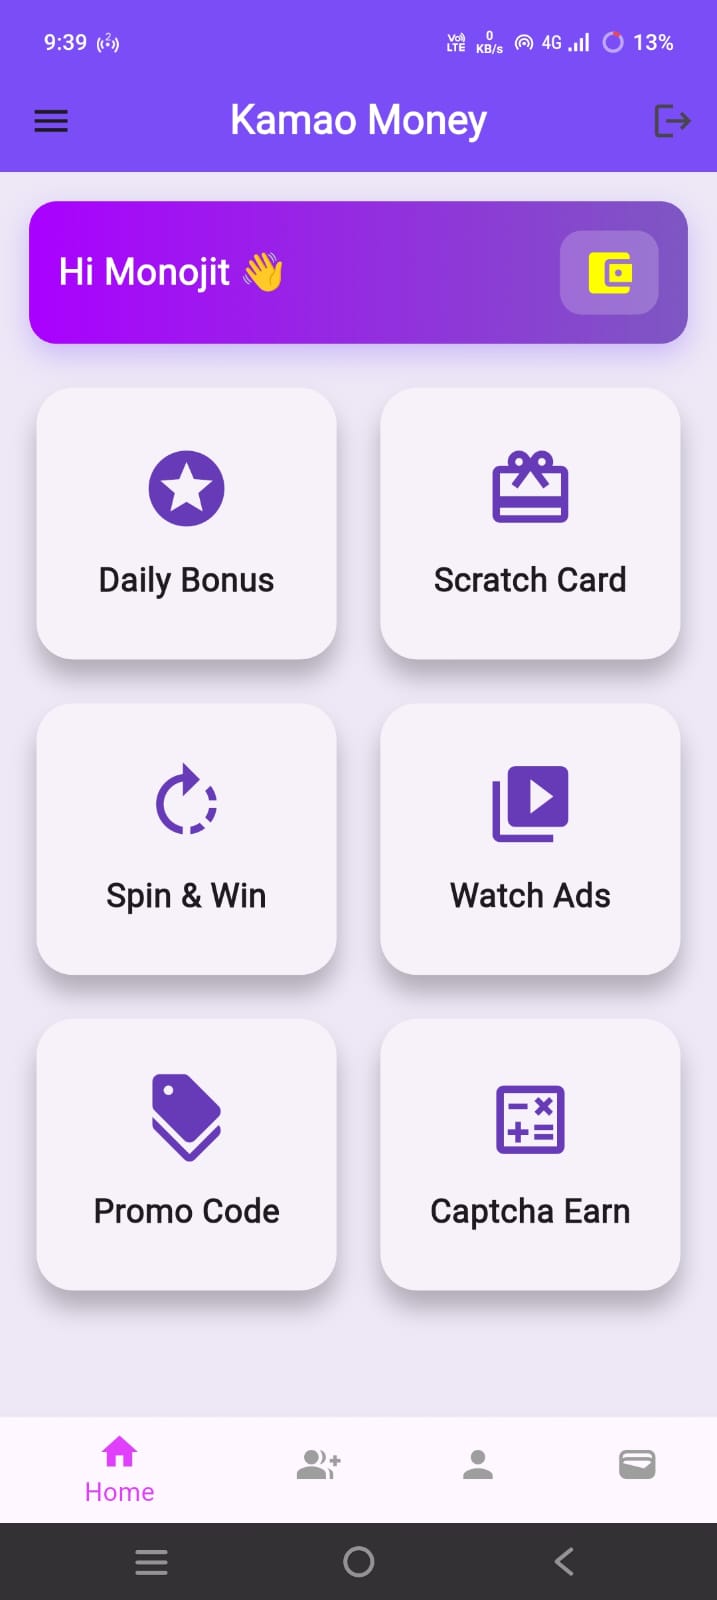 9:39
2
Vo)
LTE
0
KB/s
4G
13%
Kamao Money
Hi Monojit 👋
Daily Bonus
Scratch Card
Spin & Win
Watch Ads
Promo Code
Captcha Earn
Home